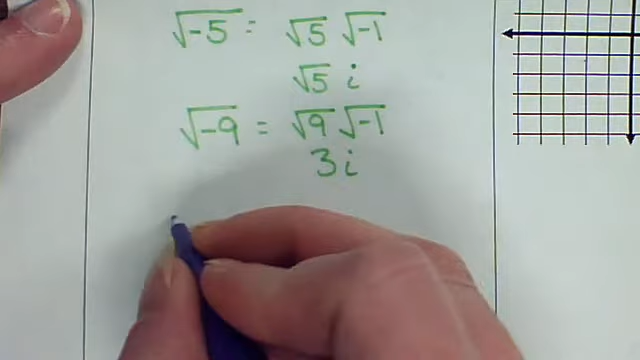 √-5 = √5 √-1
√5 i
√-9 = √9 √-1
3i